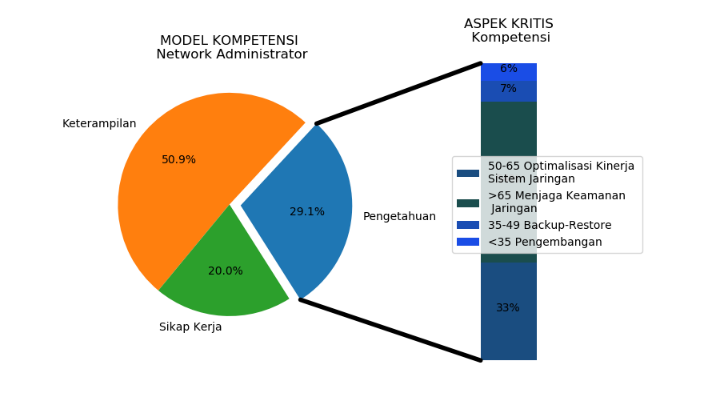 MODEL KOMPETENSI
Network Administrator
Keterampilan
50.9%
29.1%
Pengetahuan
20.0%
Sikap Kerja
ASPEK KRITIS
Kompetensi
6%
7%
50-65 Optimalisasi Kinerja
Sistem Jaringan
>65 Menjaga Keamanan
Jaringan
35-49 Backup-Restore
<35 Pengembangan
33%